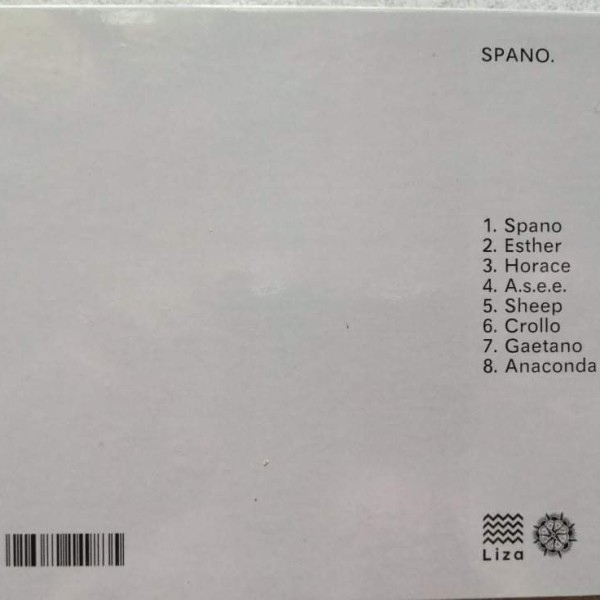 SPANO.
1. Spano
2. Esther
3. Horace
4. A.s.e.e.
5. Sheep
6. Crollo
7. Gaetano
8. Anaconda
Liza